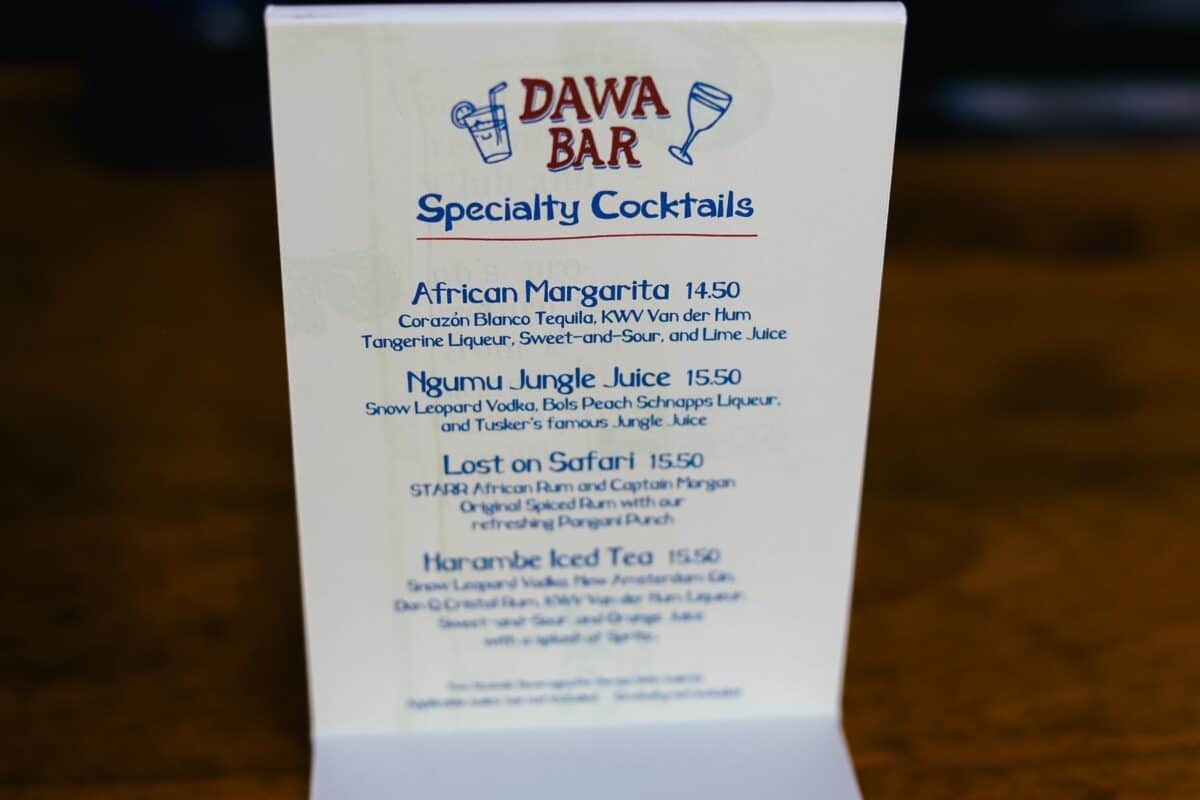 DAWA
BAR
Specialty Cocktails
African Margarita 14.50
Corazón Blanco Tequila, KWV Van der Hum
Tangerine Liqueur, Sweet-and-Sour, and Lime Juice
Ngumu Jungle Juice 15.50
Snow Leopard Vodka, Bols Peach Schnapps Liqueur,
and Tusker's famous Jungle Juice
Lost on Safari 15.50
STARR African Rum and Captain Morgan
Original Spiced Rum with our
refreshing Pangani Punch
Harambe Iced Tea 15.50
Snow Leopard Vodka, New Amsterdam Gin,
Don Q Cristal Rum, KWV Van der Hum Liqueur,
Sweet-and-Sour, and Orange Juice
with a splash of Sprite.